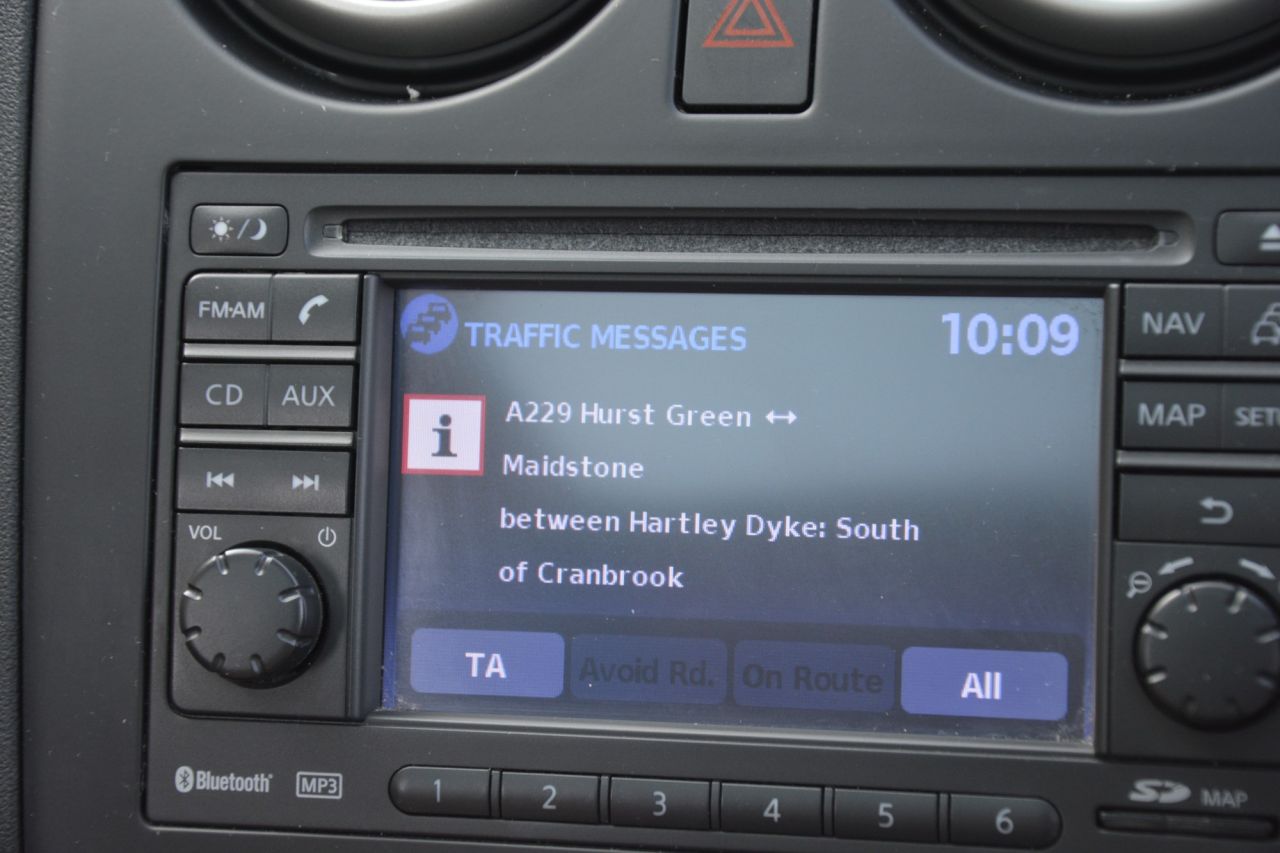 FM·AM
CD
AUX
VOL
TRAFFIC MESSAGES
10:09
i
A229 Hurst Green ↔
Maidstone
between Hartley Dyke: South
of Cranbrook
TA
Avoid Rd.
On Route
All
NAV
MAP
Bluetooth
MP3
1
2
3
4
5
6
SD
MAP